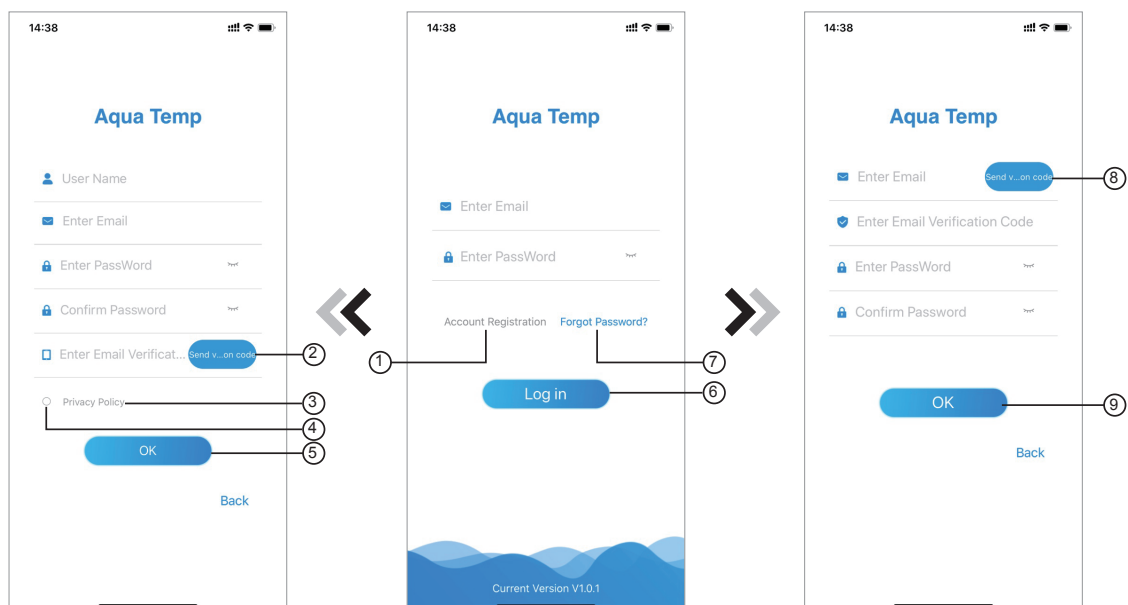 14:38
Aqua Temp
User Name
Enter Email
Enter PassWord
Confirm Password
Enter Email Verificat... Send v...on code
2
Privacy Policy
3
4
OK
5
Back
14:38
Aqua Temp
Enter Email
Enter PassWord
Account Registration Forgot Password?
1
7
Log in
6
Current Version V1.0.1
14:38
Aqua Temp
Enter Email Send v...on code
8
Enter Email Verification Code
Enter PassWord
Confirm Password
OK
9
Back